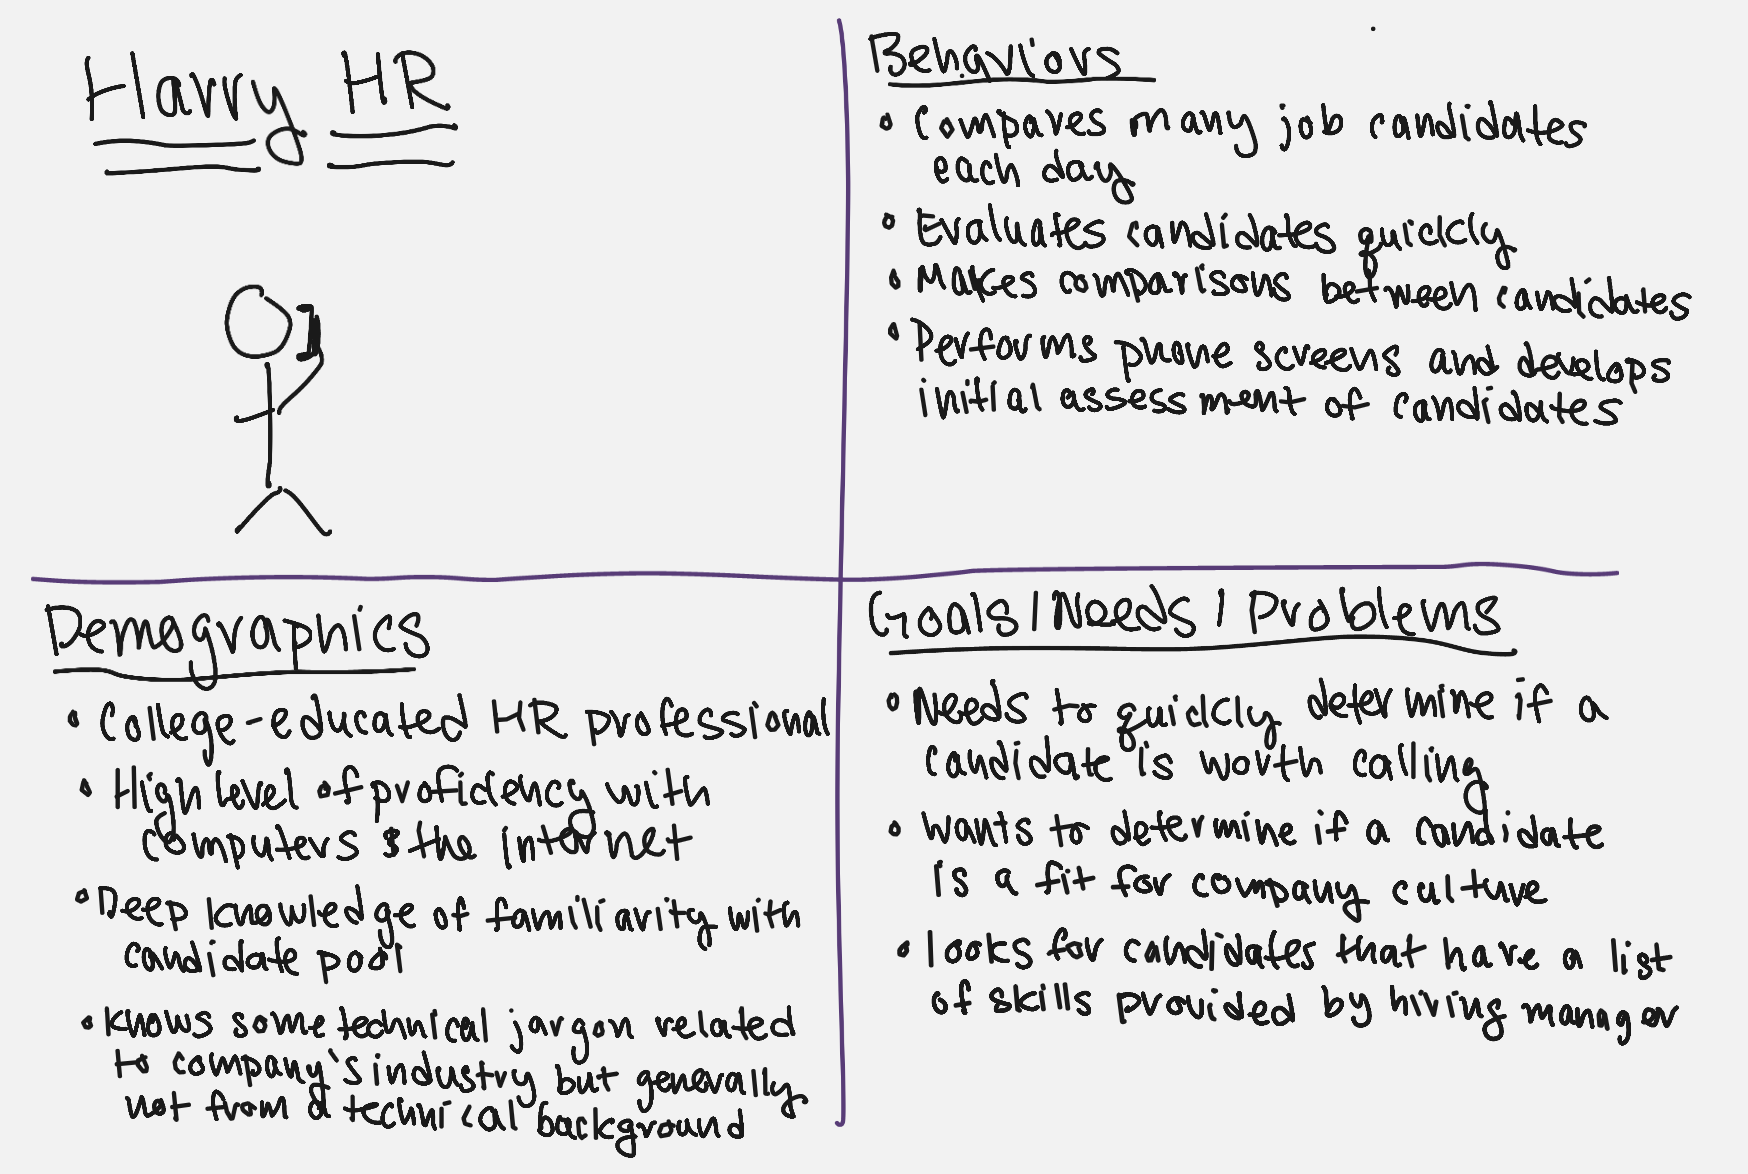 Harry HR
Behaviors
• Compares many job candidates
each day
• Evaluates candidates quickly
• Makes comparisons between candidates
• Performs phone screens and develops
initial assessment of candidates
Demographics
• College-educated HR professional
• High level of proficiency with
computers & the internet
• Deep knowledge of familiarity with
candidate pool
• Knows some technical jargon related
to company's industry but generally
not from a technical background
Goals/Needs/Problems
• Needs to quickly determine if a
candidate is worth calling
• Wants to determine if a candidate
is a fit for company culture
• Looks for candidates that have a list
of skills provided by hiring manager